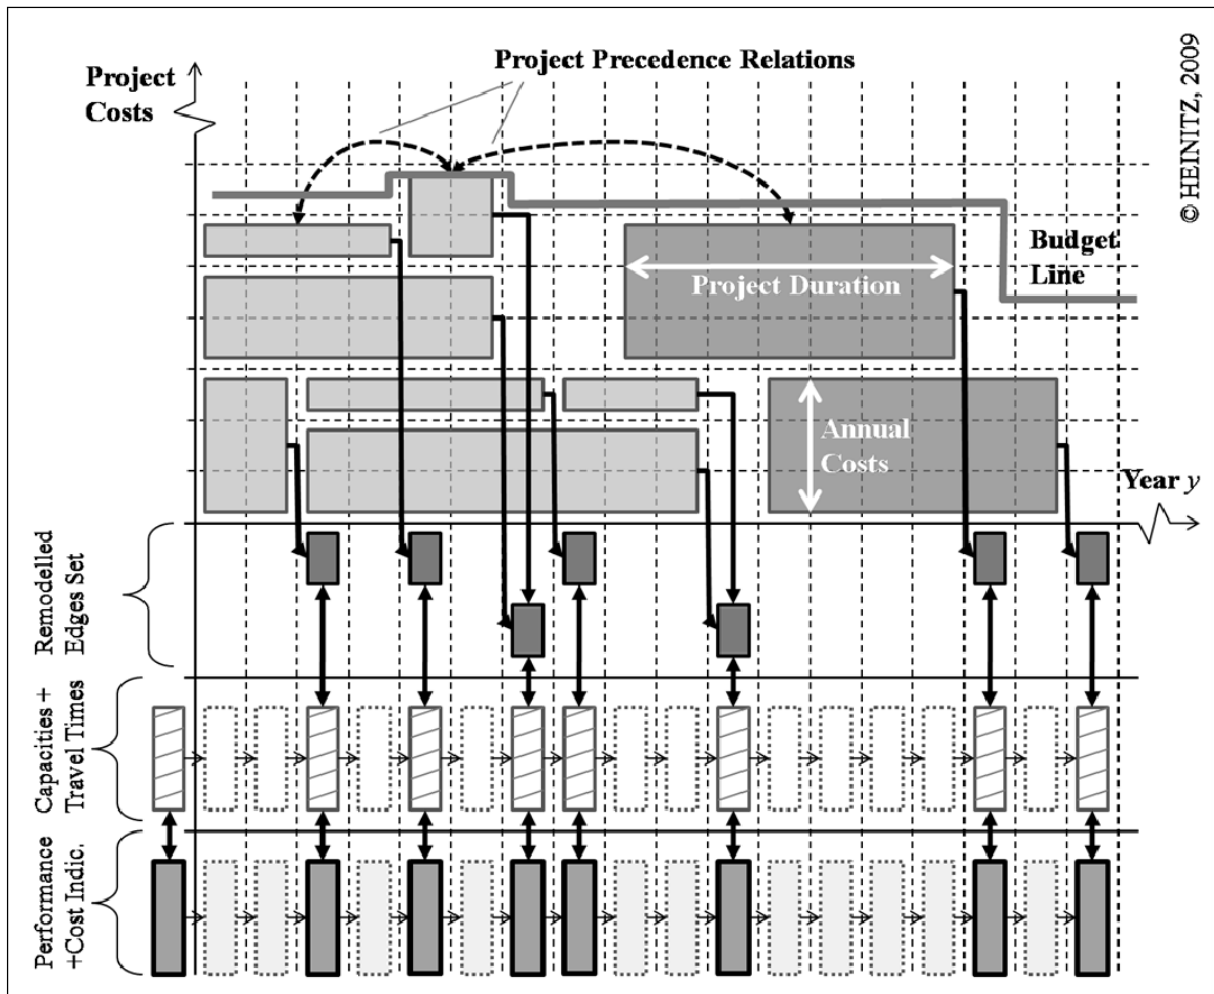 Project Precedence Relations
Project
Costs
© HEINITZ, 2009
Budget
Line
Project Duration
Annual
Costs
Year y
Remodelled
Edges Set
Capacities +
Travel Times
Performance
+Cost Indic.